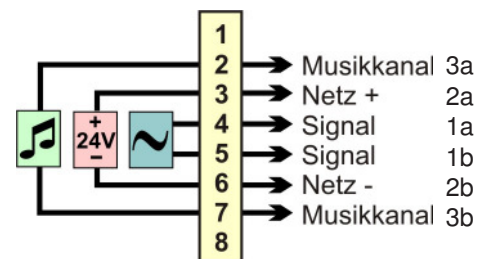 1
2 Musikkanal 3a
3 Netz + 2a
+
24V
−
4 Signal 1a
5 Signal 1b
6 Netz - 2b
7 Musikkanal 3b
8